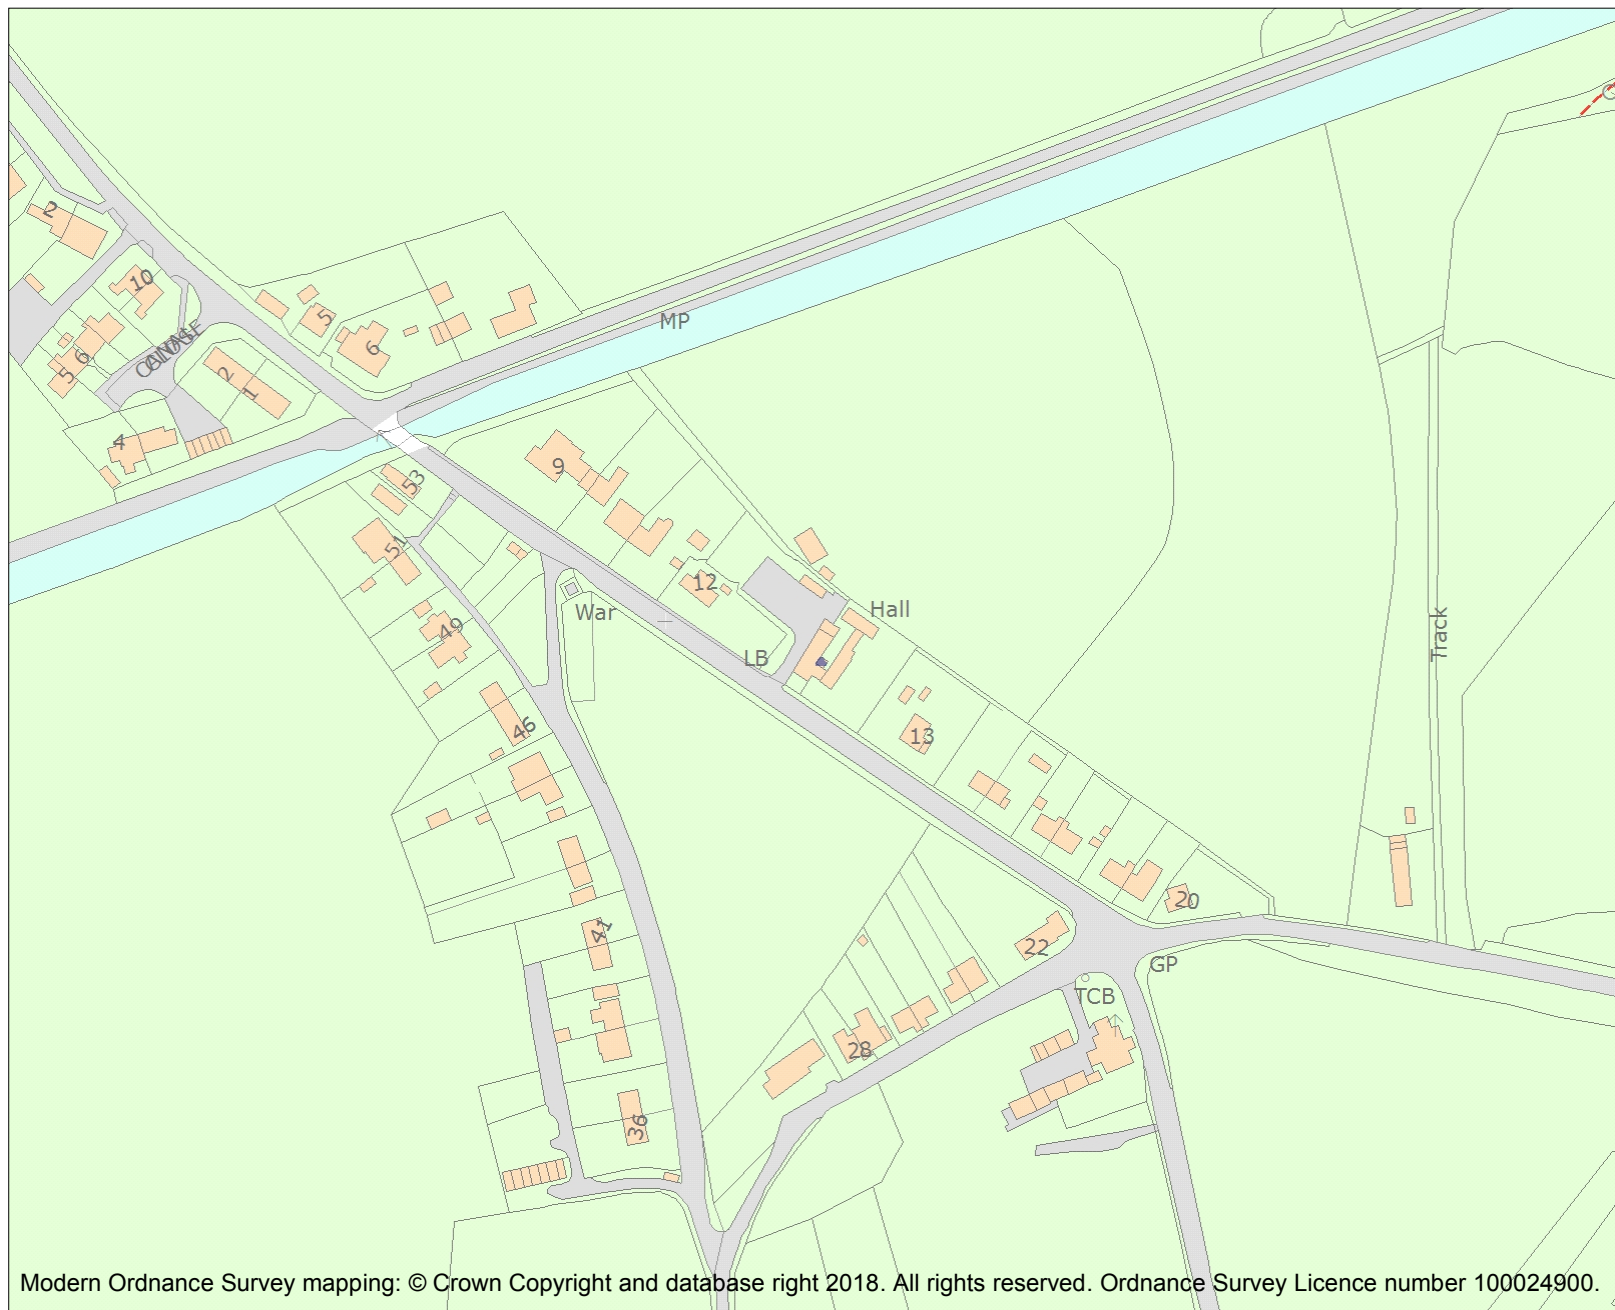 2
10
5
6
MP
CANAL
CLOSE
6
5
2
1
4
9
53
51
12
War
Hall
49
LB
Track
46
13
20
41
22
GP
TCB
28
36
Modern Ordnance Survey mapping: © Crown Copyright and database right 2018. All rights reserved. Ordnance Survey Licence number 100024900.